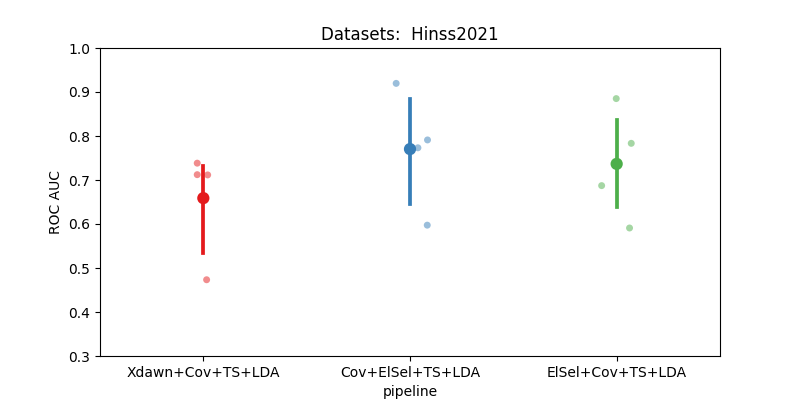 Datasets:  Hinss2021
1.0
0.9
0.8
0.7
0.6
0.5
0.4
0.3
ROC AUC
Xdawn+Cov+TS+LDA
Cov+ElSel+TS+LDA
ElSel+Cov+TS+LDA
pipeline